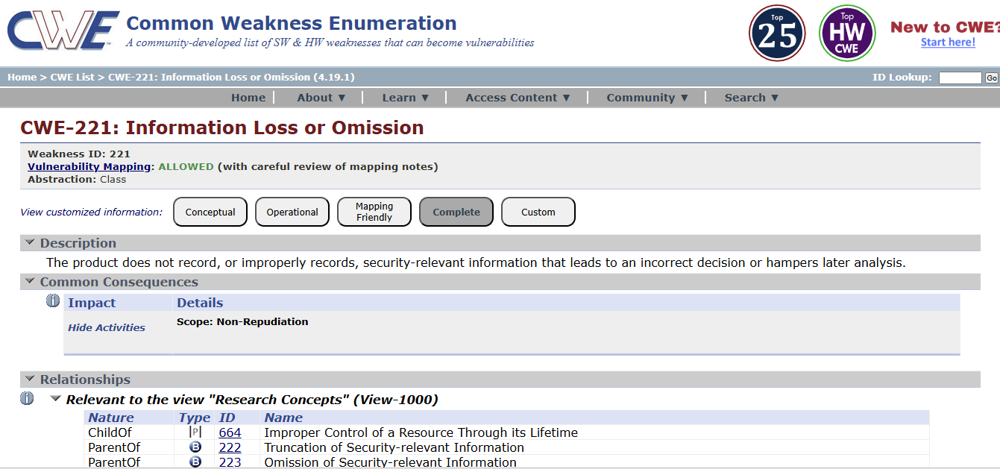 CWE™
Common Weakness Enumeration
A community-developed list of SW & HW weaknesses that can become vulnerabilities
Top
25
Top
HW
CWE
New to CWE?
Start here!
Home > CWE List > CWE-221: Information Loss or Omission (4.19.1)
ID Lookup: Go
Home About ▼ Learn ▼ Access Content ▼ Community ▼ Search ▼
CWE-221: Information Loss or Omission
Weakness ID: 221
Vulnerability Mapping: ALLOWED (with careful review of mapping notes)
Abstraction: Class
View customized information:
Conceptual
Operational
Mapping
Friendly
Complete
Custom
Description
The product does not record, or improperly records, security-relevant information that leads to an incorrect decision or hampers later analysis.
Common Consequences
Impact Details
Hide Activities
Scope: Non-Repudiation
Relationships
Relevant to the view "Research Concepts" (View-1000)
Nature Type ID Name
ChildOf P 664 Improper Control of a Resource Through its Lifetime
ParentOf B 222 Truncation of Security-relevant Information
ParentOf B 223 Omission of Security-relevant Information